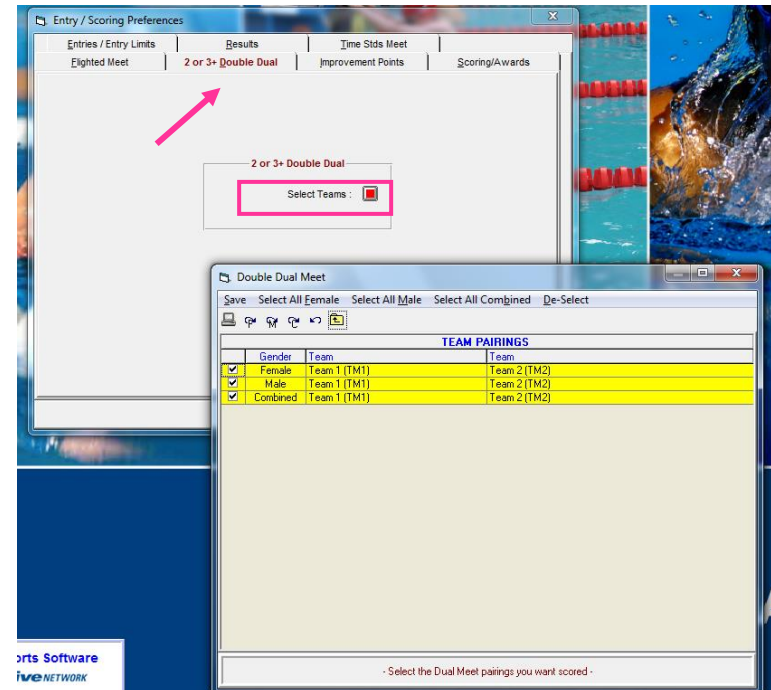 Entry / Scoring Preferences
Entries / Entry Limits Results Time Stds Meet
Flighted Meet 2 or 3+ Double Dual Improvement Points Scoring/Awards
2 or 3+ Double Dual
Select Teams :
Double Dual Meet
Save Select All Female Select All Male Select All Combined De-Select
TEAM PAIRINGS
Gender Team Team
Female Team 1 (TM1) Team 2 (TM2)
Male Team 1 (TM1) Team 2 (TM2)
Combined Team 1 (TM1) Team 2 (TM2)
orts Software
ive NETWORK
- Select the Dual Meet pairings you want scored -